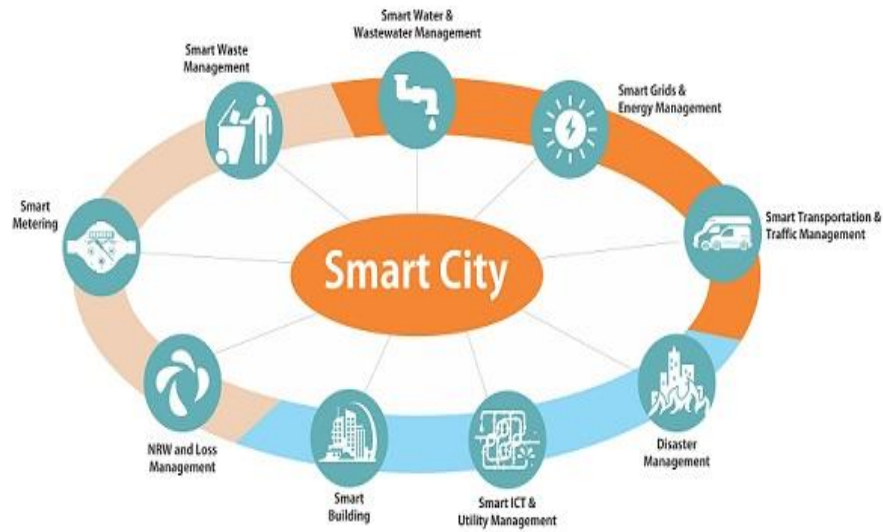 Smart Water &
Wastewater Management
Smart Waste
Management
Smart Grids &
Energy Management
Smart
Metering
Smart Transportation &
Traffic Management
Smart City
NRW and Loss
Management
Smart
Building
Smart ICT &
Utility Management
Disaster
Management